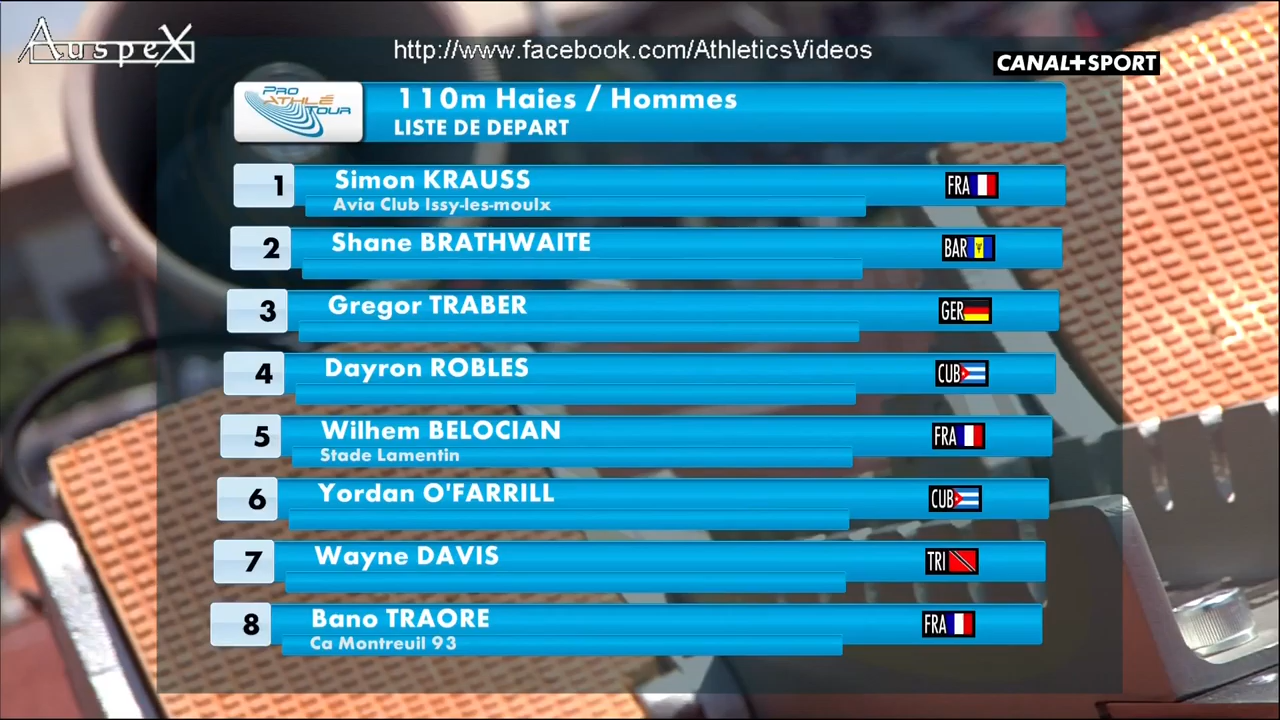 AuspeX
http://www.facebook.com/AthleticsVideos
CANAL+SPORT
PRO
ATHLÉ
TOUR
110m Haies / Hommes
LISTE DE DEPART
1 Simon KRAUSS FRA
Avia Club Issy-les-moulx
2 Shane BRATHWAITE BAR
3 Gregor TRABER GER
4 Dayron ROBLES CUB
5 Wilhem BELOCIAN FRA
Stade Lamentin
6 Yordan O'FARRILL CUB
7 Wayne DAVIS TRI
8 Bano TRAORE FRA
Ca Montreuil 93